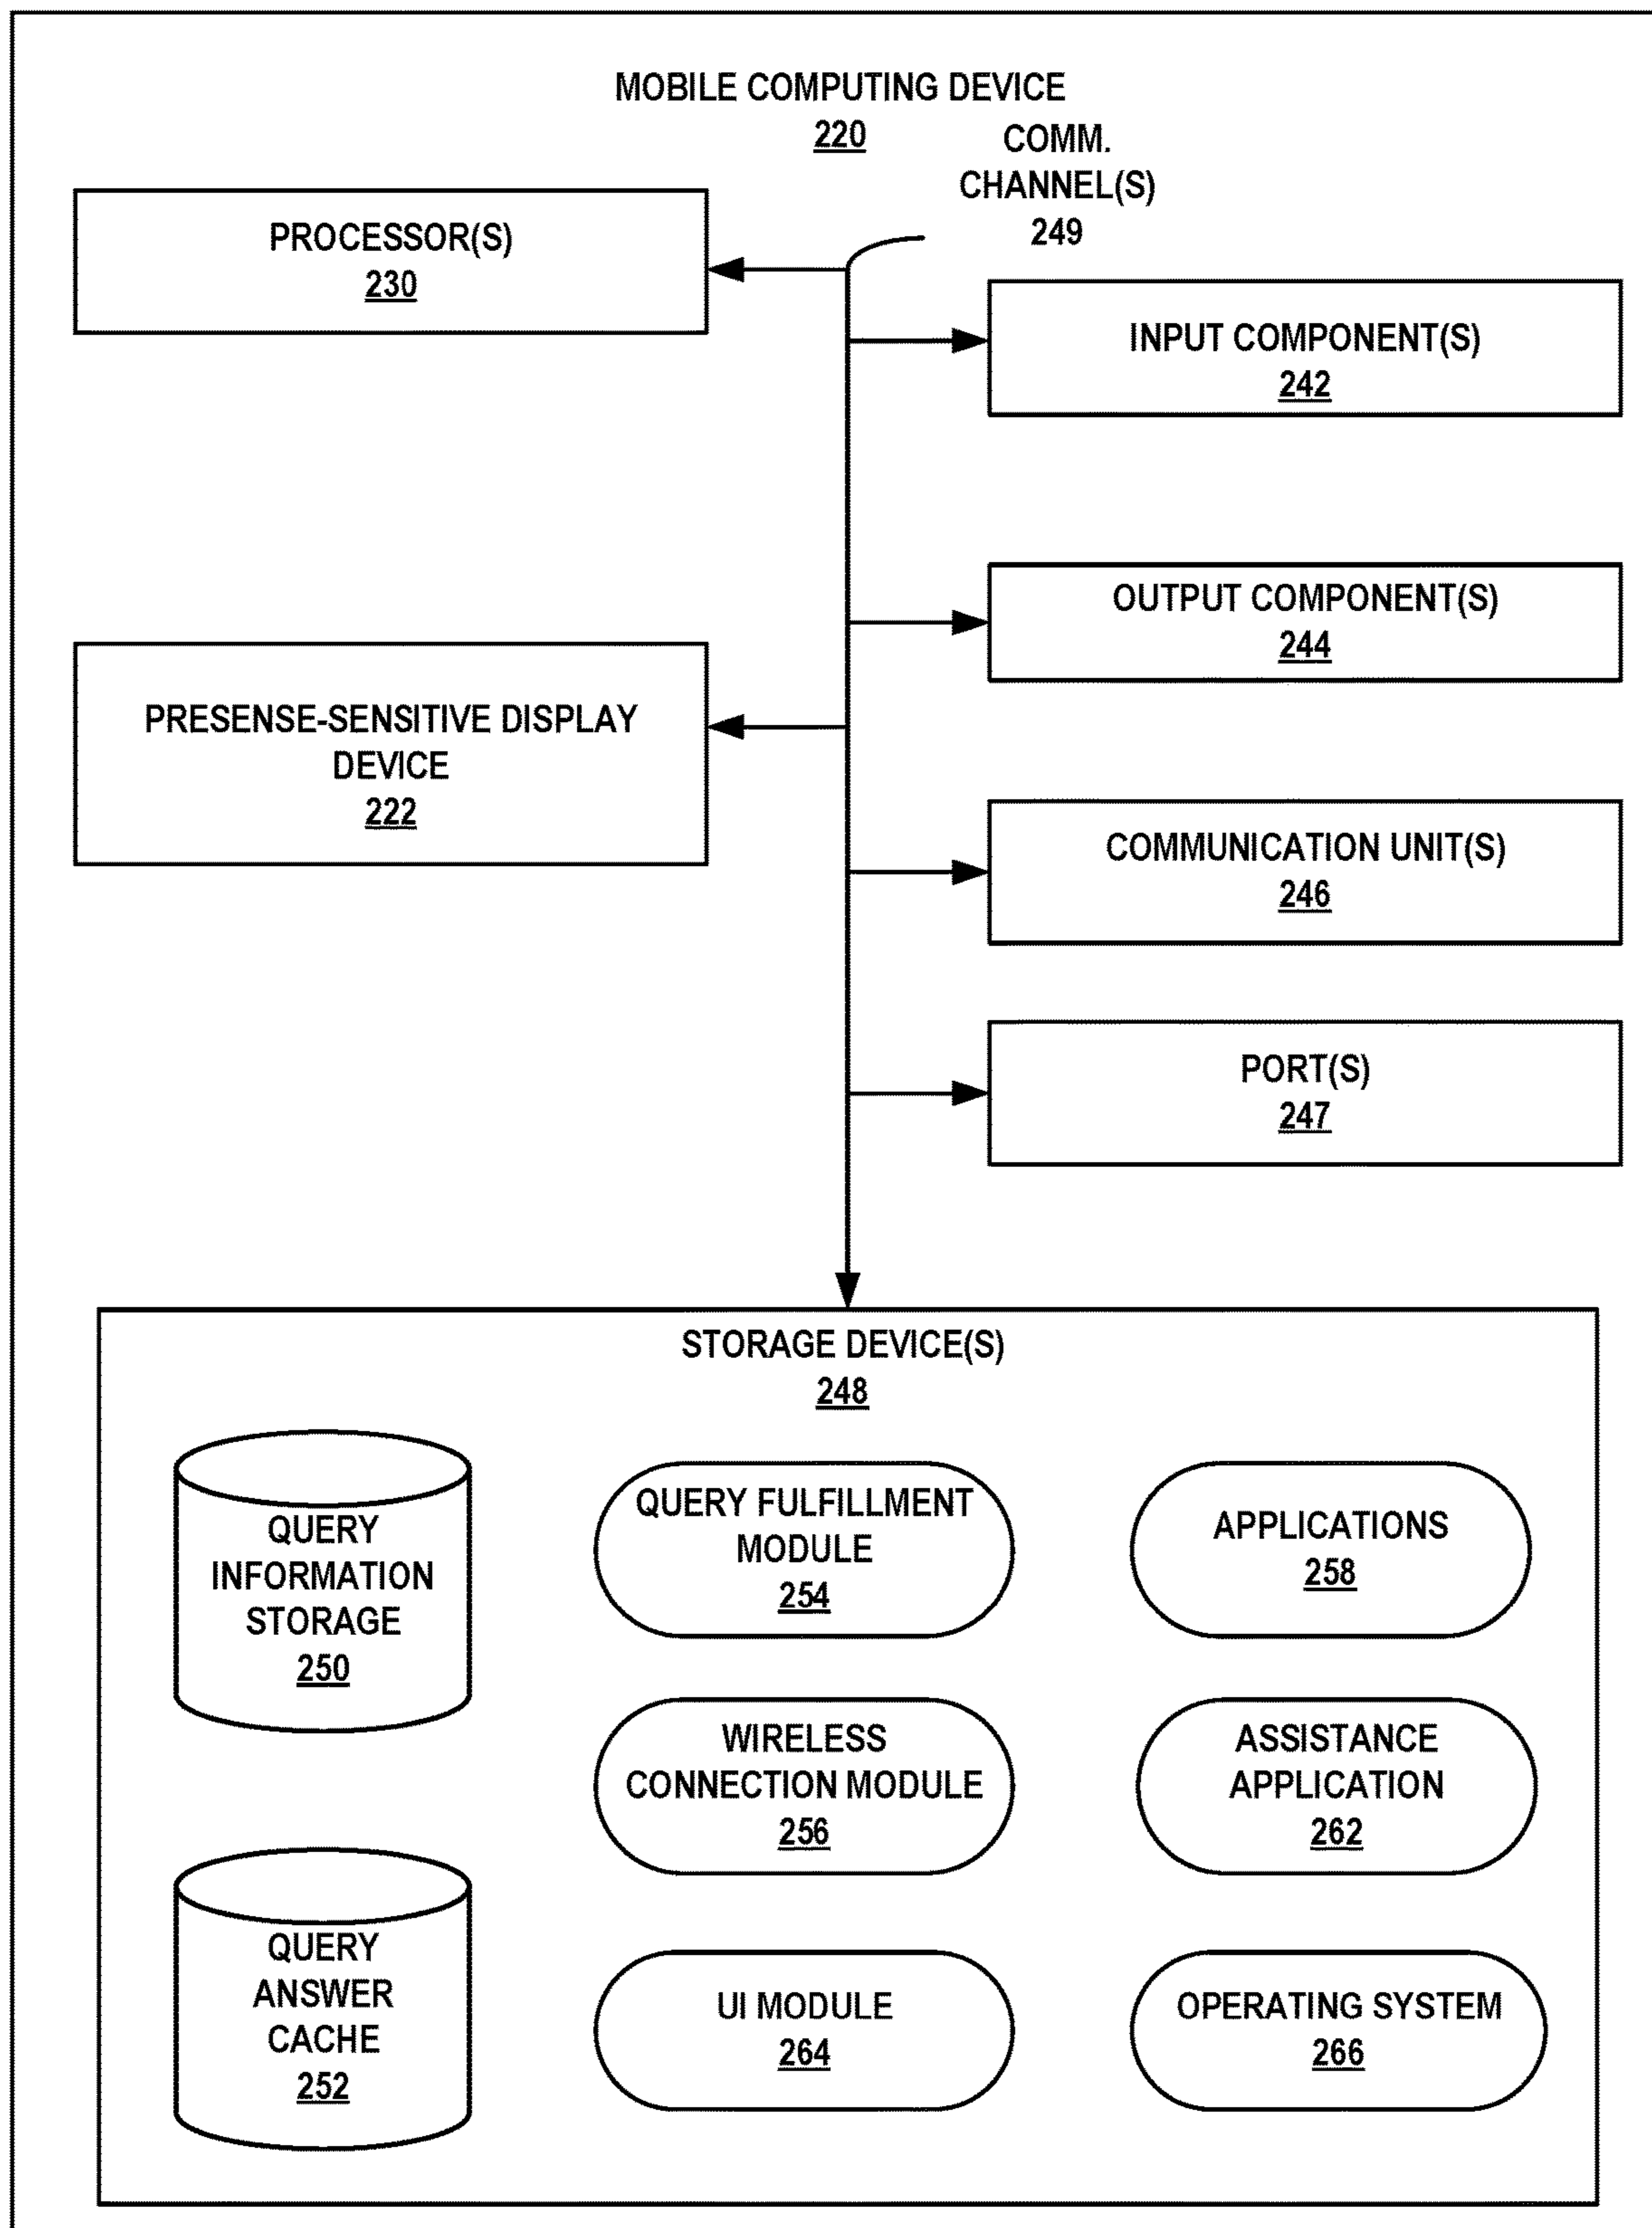 MOBILE COMPUTING DEVICE
220
COMM.
CHANNEL(S)
249
PROCESSOR(S)
230
INPUT COMPONENT(S)
242
OUTPUT COMPONENT(S)
244
PRESENSE-SENSITIVE DISPLAY
DEVICE
222
COMMUNICATION UNIT(S)
246
PORT(S)
247
STORAGE DEVICE(S)
248
QUERY
INFORMATION
STORAGE
250
QUERY FULFILLMENT
MODULE
254
APPLICATIONS
258
WIRELESS
CONNECTION MODULE
256
ASSISTANCE
APPLICATION
262
QUERY
ANSWER
CACHE
252
UI MODULE
264
OPERATING SYSTEM
266